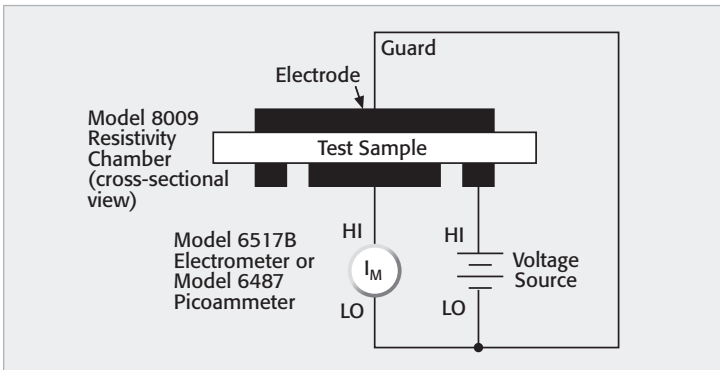 Guard
Electrode
Model 8009
Resistivity
Chamber
(cross-sectional
view)
Test Sample
Model 6517B
Electrometer or
Model 6487
Picoammeter
HI
IM
LO
HI
Voltage
Source
LO